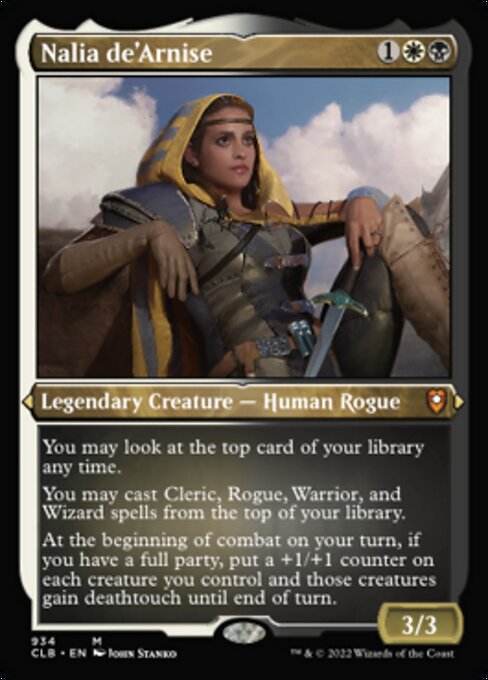 Nalia de'Arnise 1
Legendary Creature — Human Rogue
You may look at the top card of your library
any time.
You may cast Cleric, Rogue, Warrior, and
Wizard spells from the top of your library.
At the beginning of combat on your turn, if
you have a full party, put a +1/+1 counter on
each creature you control and those creatures
gain deathtouch until end of turn.
3/3
934 M
CLB • EN John Stanko
™ & © 2022 Wizards of the Coast